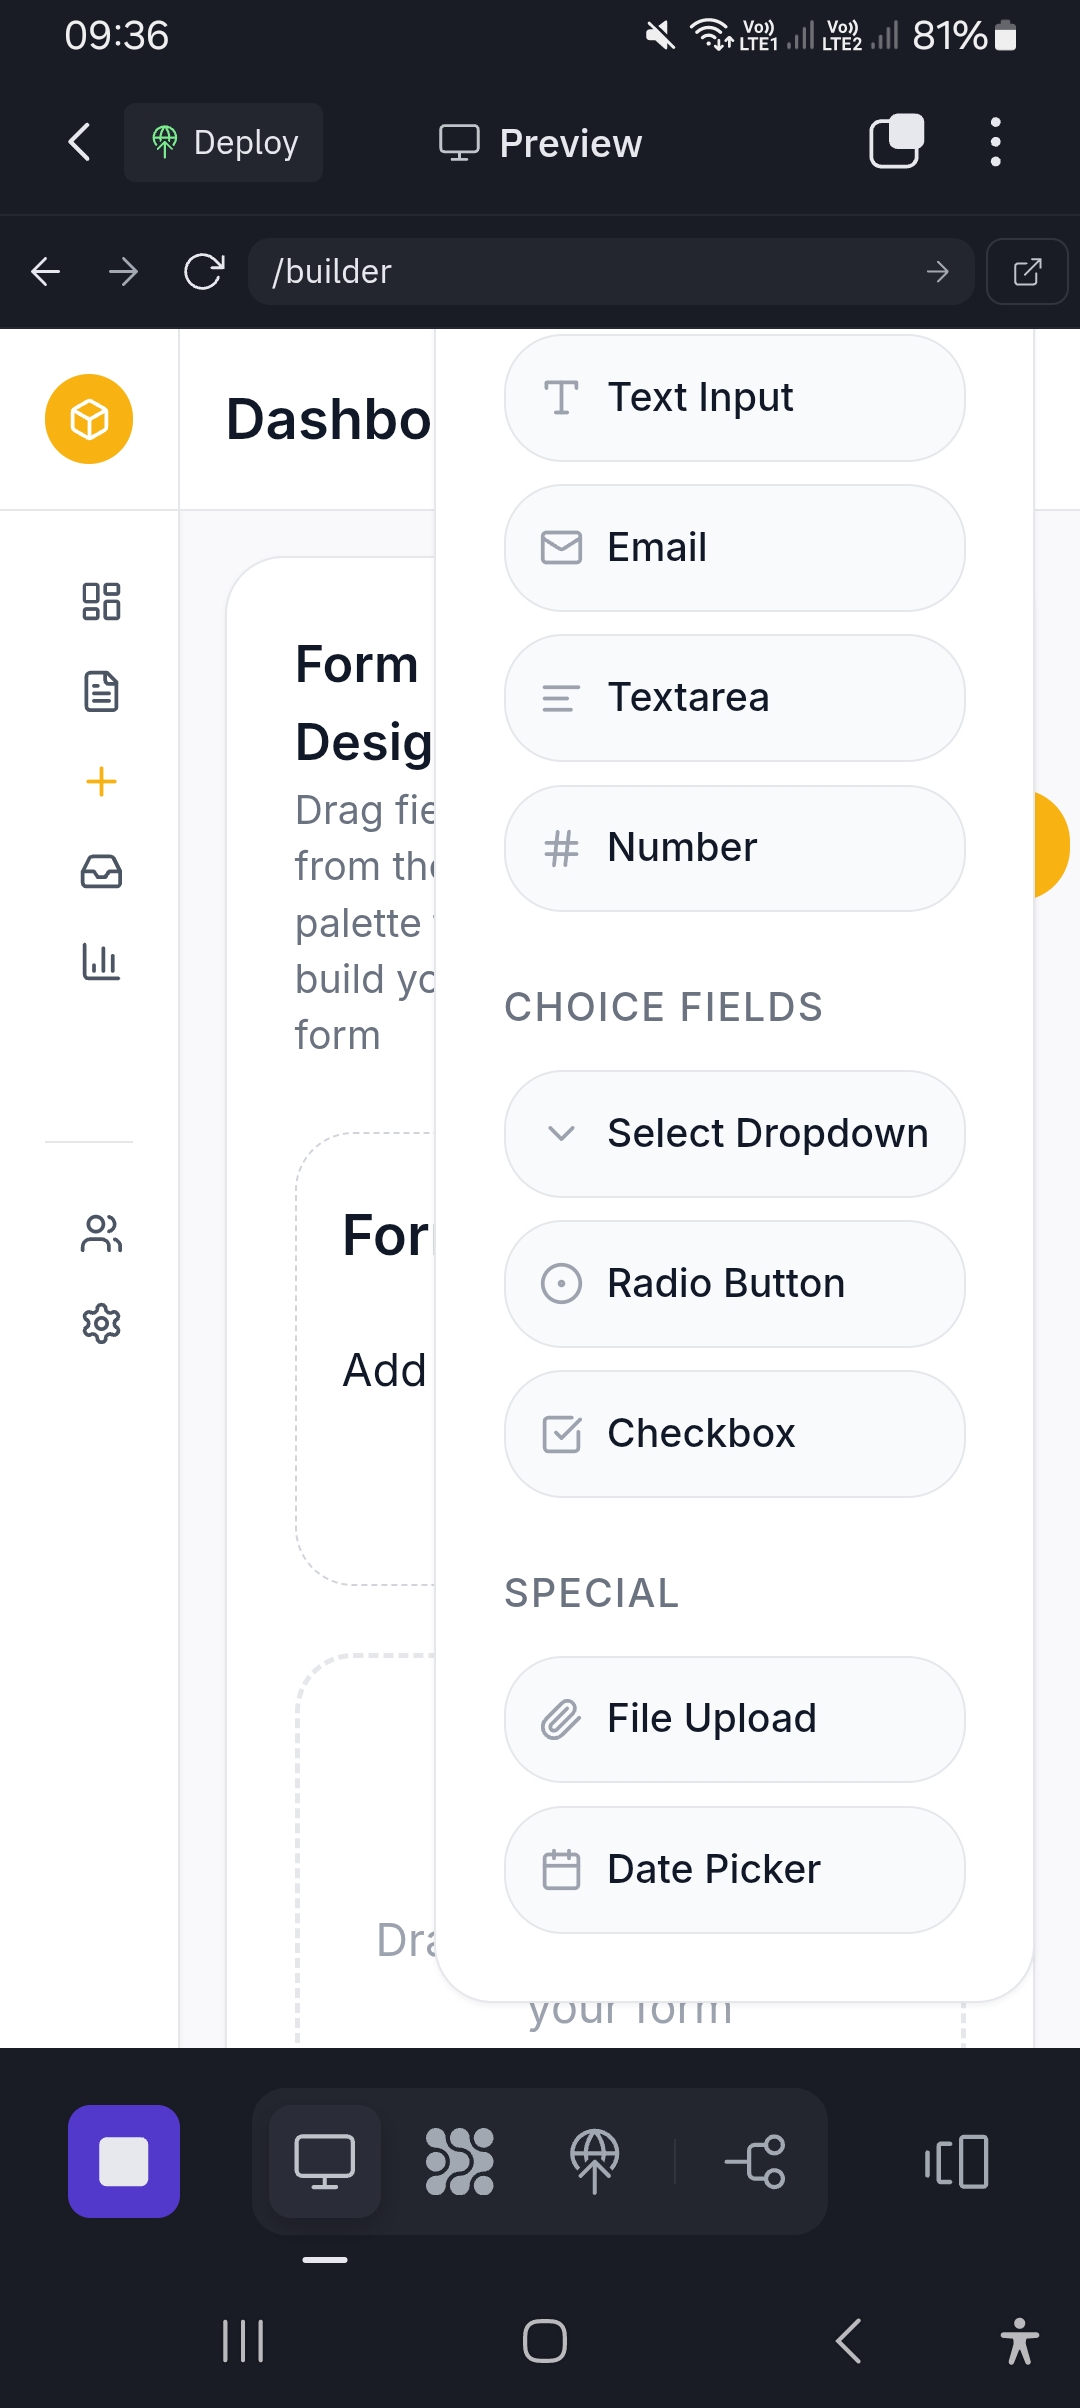 09:36
Vo)) LTE1
Vo)) LTE2
81%
Deploy
Preview
/builder
Dashbo
Form
Desig
Drag fie
from the
palette
build yo
form
For
Add
Dra
your form
Text Input
Email
Textarea
Number
CHOICE FIELDS
Select Dropdown
Radio Button
Checkbox
SPECIAL
File Upload
Date Picker